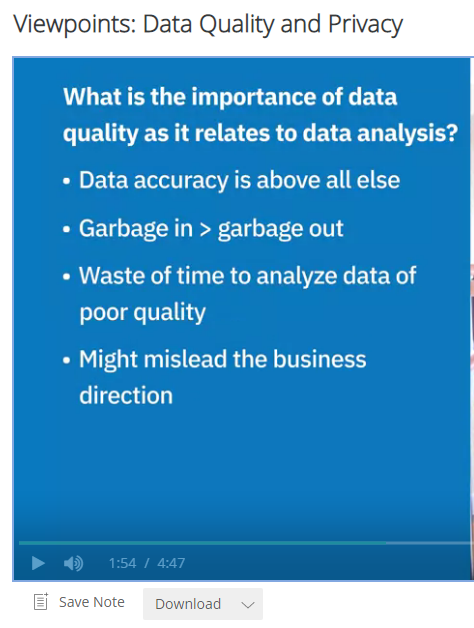 Viewpoints: Data Quality and Privacy
What is the importance of data
quality as it relates to data analysis?
• Data accuracy is above all else
• Garbage in > garbage out
• Waste of time to analyze data of
poor quality
• Might mislead the business
direction
1:54 / 4:47
Save Note
Download